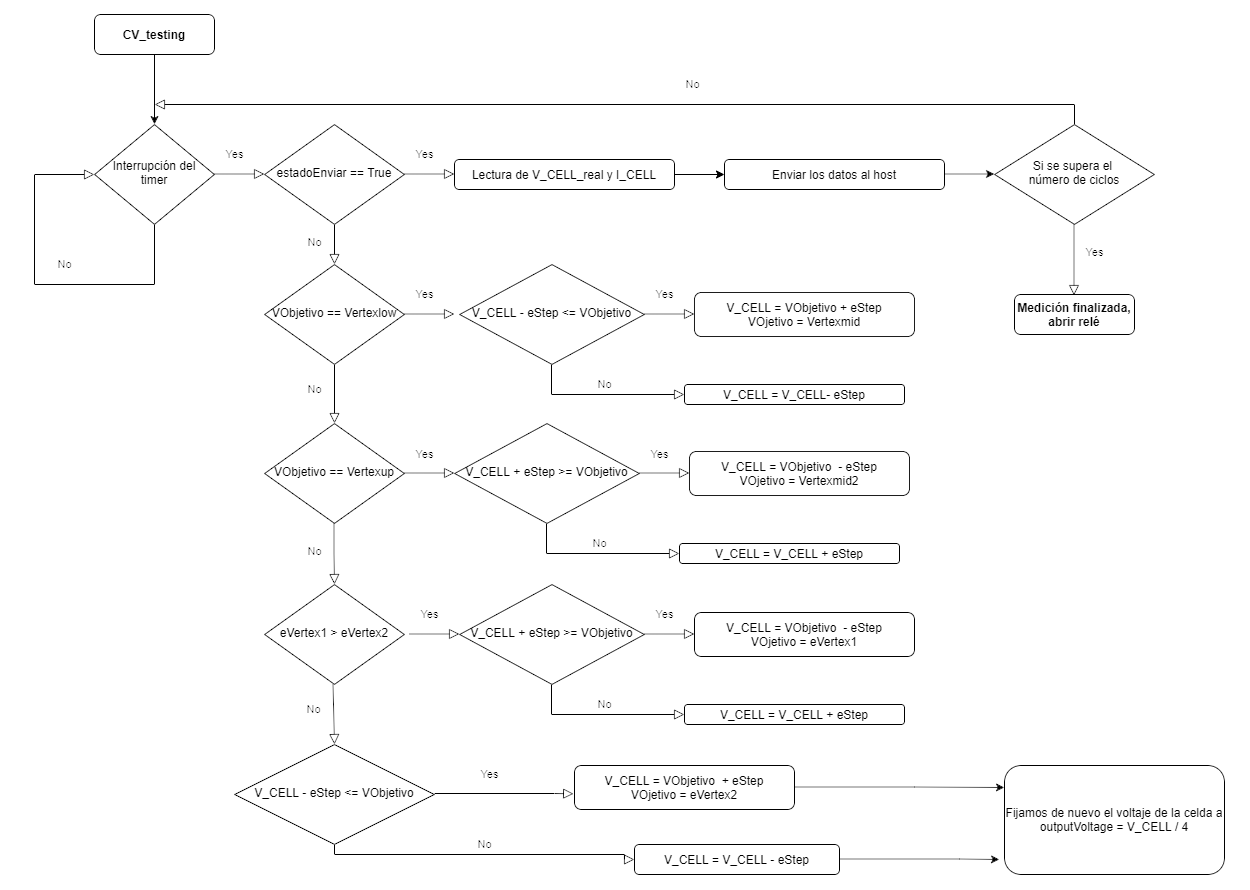 CV_testing
No
Interrupción del
timer
Yes
estadoEnviar == True
Yes
Lectura de V_CELL_real y I_CELL
Enviar los datos al host
Si se supera el
número de ciclos
No
No
Yes
Medición finalizada,
abrir relé
VObjetivo == Vertexlow
Yes
V_CELL - eStep <= VObjetivo
Yes
V_CELL = VObjetivo + eStep
VOjetivo = Vertexmid
No
No
V_CELL = V_CELL- eStep
VObjetivo == Vertexup
Yes
V_CELL + eStep >= VObjetivo
Yes
V_CELL = VObjetivo  - eStep
VOjetivo = Vertexmid2
No
No
V_CELL = V_CELL + eStep
eVertex1 > eVertex2
Yes
V_CELL + eStep >= VObjetivo
Yes
V_CELL = VObjetivo  - eStep
VOjetivo = eVertex1
No
No
V_CELL = V_CELL + eStep
V_CELL - eStep <= VObjetivo
Yes
V_CELL = VObjetivo  + eStep
VOjetivo = eVertex2
Fijamos de nuevo el voltaje de la celda a
outputVoltage = V_CELL / 4
No
V_CELL = V_CELL - eStep